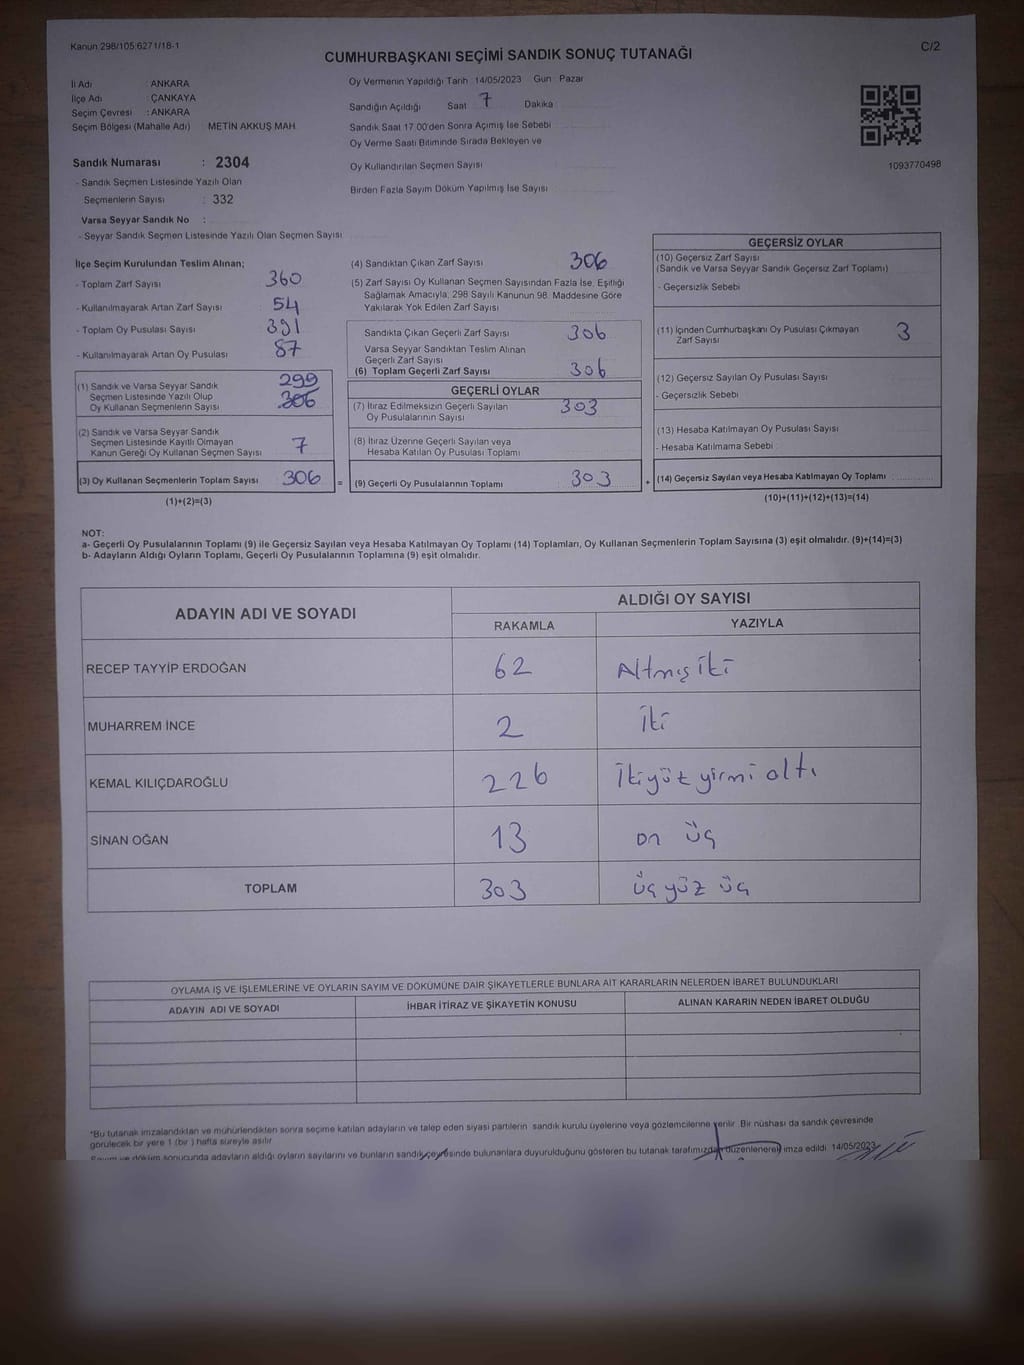 Kanun:298/105;6271/18-1
C/2
CUMHURBAŞKANI SEÇİMİ SANDIK SONUÇ TUTANAĞI
İl Adı : ANKARA
İlçe Adı : ÇANKAYA
Seçim Çevresi : ANKARA
Seçim Bölgesi (Mahalle Adı) METİN AKKUŞ MAH.
Oy Vermenin Yapıldığı Tarih 14/05/2023 Gün Pazar
Sandığın Açıldığı Saat 7 Dakika
Sandık Saat 17.00'den Sonra Açımış İse Sebebi
Oy Verme Saati Bitiminde Sırada Bekleyen ve
Oy Kullandırılan Seçmen Sayısı
Birden Fazla Sayım Döküm Yapılmış İse Sayısı
1093770498
Sandık Numarası : 2304
- Sandık Seçmen Listesinde Yazılı Olan
Seçmenlerin Sayısı : 332
Varsa Seyyar Sandık No :
- Seyyar Sandık Seçmen Listesinde Yazılı Olan Seçmen Sayısı
İlçe Seçim Kurulundan Teslim Alınan;
- Toplam Zarf Sayısı 360
- Kullanılmayarak Artan Zarf Sayısı 54
- Toplam Oy Pusulası Sayısı 391
- Kullanılmayarak Artan Oy Pusulası 87
(1) Sandık ve Varsa Seyyar Sandık 299
Seçmen Listesinde Yazılı Olup
Oy Kullanan Seçmenlerin Sayısı 306
(2) Sandık ve Varsa Seyyar Sandık
Seçmen Listesinde Kayıtlı Olmayan
Kanun Gereği Oy Kullanan Seçmen Sayısı 7
(3) Oy Kullanan Seçmenlerin Toplam Sayısı 306
(1)+(2)=(3)
(4) Sandıktan Çıkan Zarf Sayısı 306
(5) Zarf Sayısı Oy Kullanan Seçmen Sayısından Fazla İse, Eşitliği
Sağlamak Amacıyla, 298 Sayılı Kanunun 98. Maddesine Göre
Yakılarak Yok Edilen Zarf Sayısı
Sandıkta Çıkan Geçerli Zarf Sayısı 306
Varsa Seyyar Sandıktan Teslim Alınan
Geçerli Zarf Sayısı
(6) Toplam Geçerli Zarf Sayısı 306
GEÇERLİ OYLAR
(7) İtiraz Edilmeksizin Geçerli Sayılan 303
Oy Pusulalarının Sayısı
(8) İtiraz Üzerine Geçerli Sayılan veya
Hesaba Katılan Oy Pusulası Toplamı
= (9) Geçerli Oy Pusulalarının Toplamı 303
GEÇERSİZ OYLAR
(10) Geçersiz Zarf Sayısı
(Sandık ve Varsa Seyyar Sandık Geçersiz Zarf Toplamı)
- Geçersizlik Sebebi
(11) İçinden Cumhurbaşkanı Oy Pusulası Çıkmayan 3
Zarf Sayısı
(12) Geçersiz Sayılan Oy Pusulası Sayısı
- Geçersizlik Sebebi
(13) Hesaba Katılmayan Oy Pusulası Sayısı
- Hesaba Katılmama Sebebi
+ (14) Geçersiz Sayılan veya Hesaba Katılmayan Oy Toplamı
(10)+(11)+(12)+(13)=(14)
NOT:
a- Geçerli Oy Pusulalarının Toplamı (9) ile Geçersiz Sayılan veya Hesaba Katılmayan Oy Toplamı (14) Toplamları, Oy Kullanan Seçmenlerin Toplam Sayısına (3) eşit olmalıdır. (9)+(14)=(3)
b- Adayların Aldığı Oyların Toplamı, Geçerli Oy Pusulalarının Toplamına (9) eşit olmalıdır.
ADAYIN ADI VE SOYADI
ALDIĞI OY SAYISI
RAKAMLA YAZIYLA
RECEP TAYYİP ERDOĞAN 62 Altmış iki
MUHARREM İNCE 2 iki
KEMAL KILIÇDAROĞLU 226 ikiyüz yirmi altı
SİNAN OĞAN 13 on üç
TOPLAM 303 üç yüz üç
OYLAMA İŞ VE İŞLEMLERİNE VE OYLARIN SAYIM VE DÖKÜMÜNE DAİR ŞİKAYETLERLE BUNLARA AİT KARARLARIN NELERDEN İBARET BULUNDUKLARI
ADAYIN ADI VE SOYADI İHBAR İTİRAZ VE ŞİKAYETİN KONUSU ALINAN KARARIN NEDEN İBARET OLDUĞU
*Bu tutanak imzalandıktan ve mühürlendikten sonra seçime katılan adayların ve talep eden siyasi partilerin sandık kurulu üyelerine veya gözlemcilerine verilir. Bir nüshası da sandık çevresinde
görülecek bir yere 1 (bir ) hafta süreyle asılır.
Sayım ve döküm sonucunda adayların aldığı oyların sayılarını ve bunların sandık çevresinde bulunanlara duyurulduğunu gösteren bu tutanak tarafımızdan düzenlenerek imza edildi. 14/05/2023